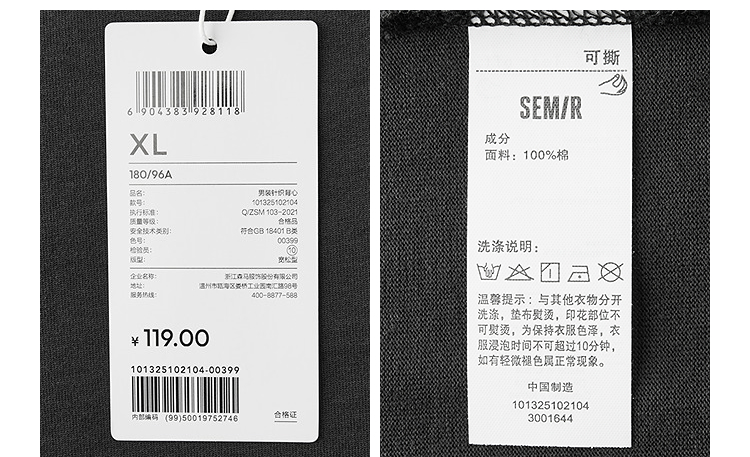 6 904383 928118
XL
180/96A
品名: 男装针织背心
款号: 101325102104
执行标准: Q/ZSM 103-2021
质量等级: 合格品
安全技术类别: 符合GB 18401 B类
色号: 00399
检验员: 10
版型: 宽松型
企业名称: 浙江森马服饰股份有限公司
地址: 温州市瓯海区娄桥工业园南汇路98号
服务热线: 400-8877-588
¥ 119.00
101325102104-00399
内部编码 (99)50019752746 合格证
可撕
SEMIR
成分
面料：100%棉
洗涤说明：
温馨提示：与其他衣物分开
洗涤，垫布熨烫，印花部位不
可熨烫，为保持衣服色泽，衣
服浸泡时间不可超过10分钟，
如有轻微褪色属正常现象。
中国制造
101325102104
3001644